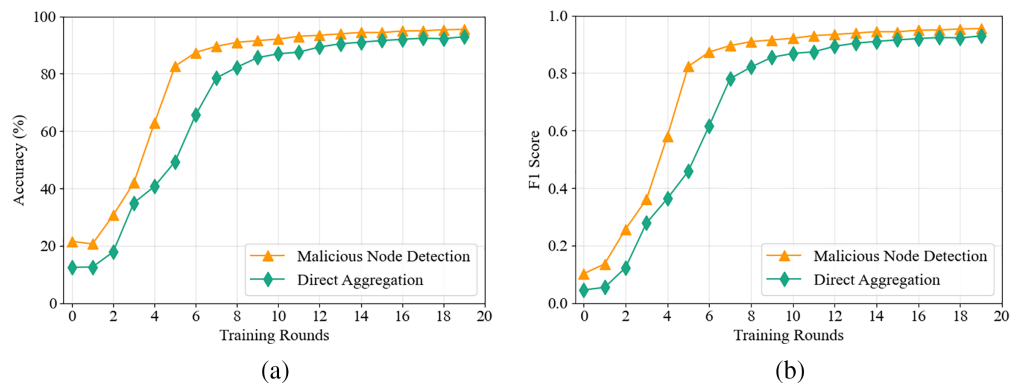 100
80
60
40
20
0
Accuracy (%)
0 2 4 6 8 10 12 14 16 18 20
Training Rounds
Malicious Node Detection
Direct Aggregation
(a)
1.0
0.8
0.6
0.4
0.2
0.0
F1 Score
0 2 4 6 8 10 12 14 16 18 20
Training Rounds
Malicious Node Detection
Direct Aggregation
(b)